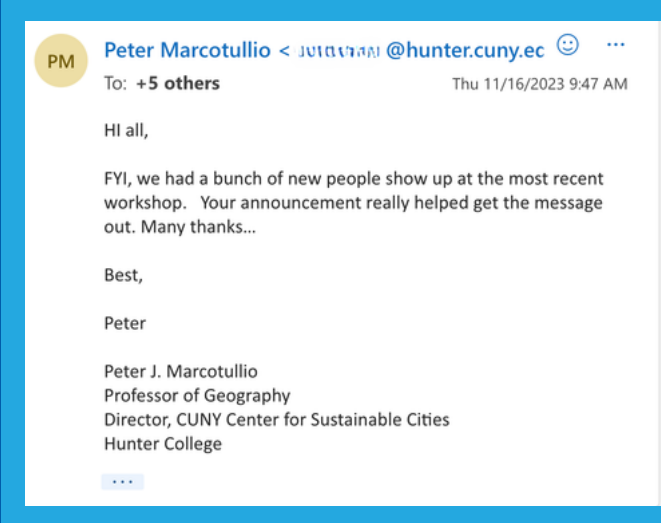 PM
Peter Marcotullio < @hunter.cuny.ec
...
To: +5 others
Thu 11/16/2023 9:47 AM
HI all,
FYI, we had a bunch of new people show up at the most recent
workshop. Your announcement really helped get the message
out. Many thanks...
Best,
Peter
Peter J. Marcotullio
Professor of Geography
Director, CUNY Center for Sustainable Cities
Hunter College
...